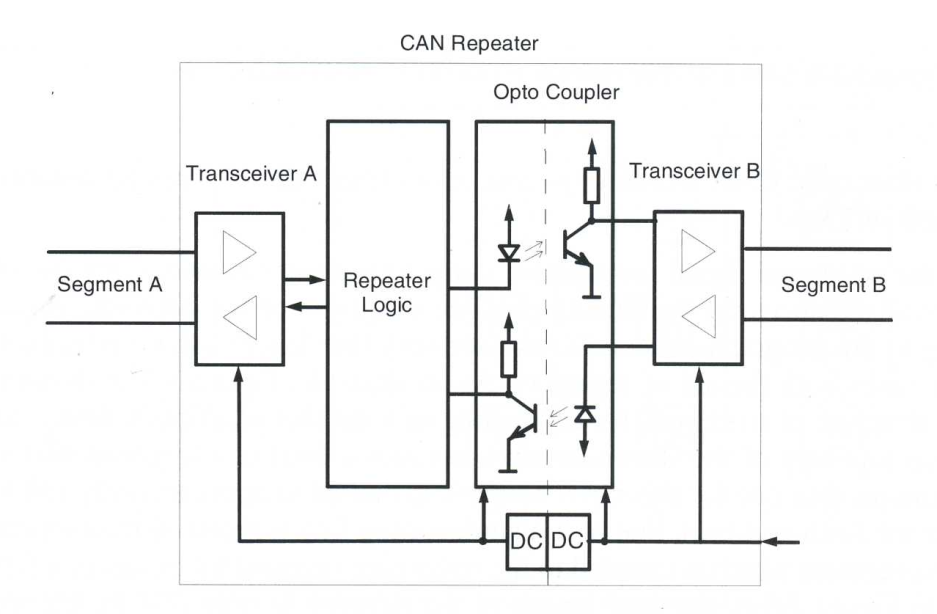 CAN Repeater
Opto Coupler
Transceiver A
Transceiver B
Segment A
Repeater
Logic
Segment B
DC DC